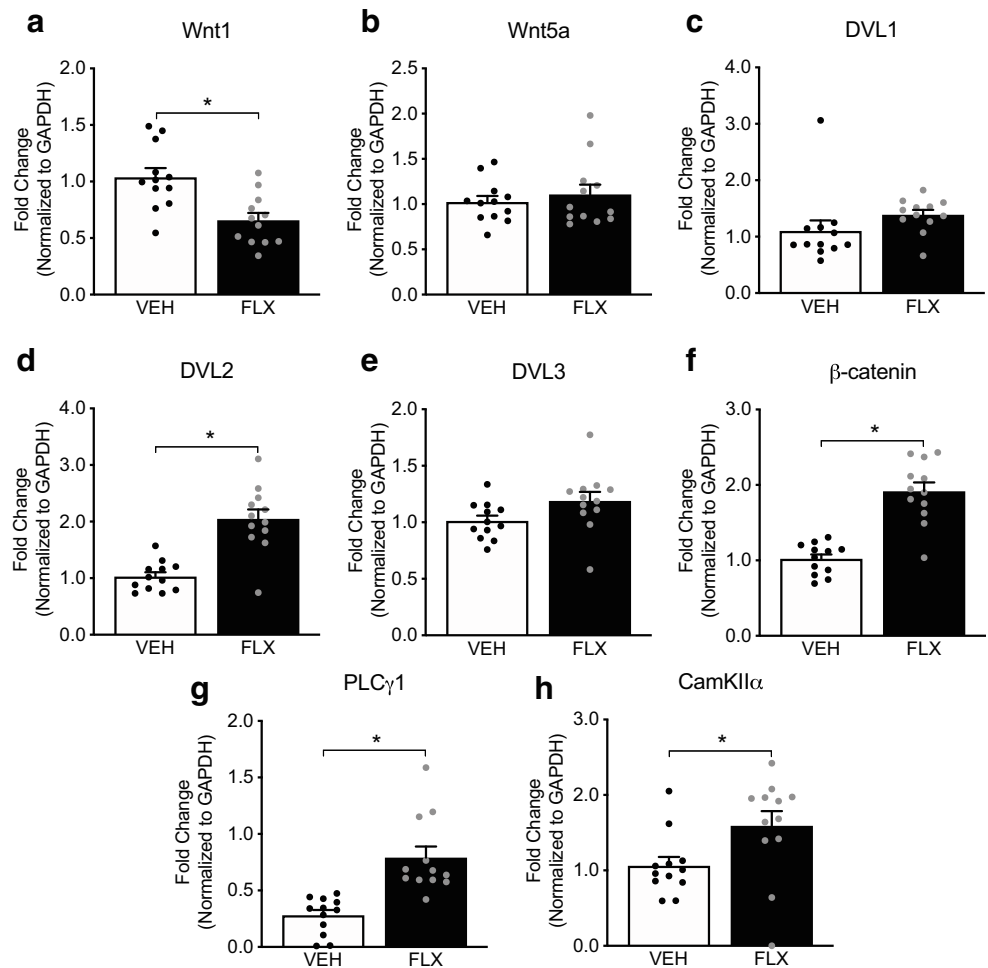 a
Wnt1
Fold Change
(Normalized to GAPDH)
2.0
1.5
1.0
0.5
0.0
*
VEH
FLX
b
Wnt5a
Fold Change
(Normalized to GAPDH)
2.5
2.0
1.5
1.0
0.5
0.0
VEH
FLX
c
DVL1
Fold Change
(Normalized to GAPDH)
4.0
3.0
2.0
1.0
0.0
VEH
FLX
d
DVL2
Fold Change
(Normalized to GAPDH)
4.0
3.0
2.0
1.0
0.0
*
VEH
FLX
e
DVL3
Fold Change
(Normalized to GAPDH)
2.0
1.5
1.0
0.5
0.0
VEH
FLX
f
β-catenin
Fold Change
(Normalized to GAPDH)
3.0
2.0
1.0
0.0
*
VEH
FLX
g
PLCγ1
Fold Change
(Normalized to GAPDH)
2.0
1.5
1.0
0.5
0.0
*
VEH
FLX
h
CamKIIα
Fold Change
(Normalized to GAPDH)
3.0
2.0
1.0
0.0
*
VEH
FLX